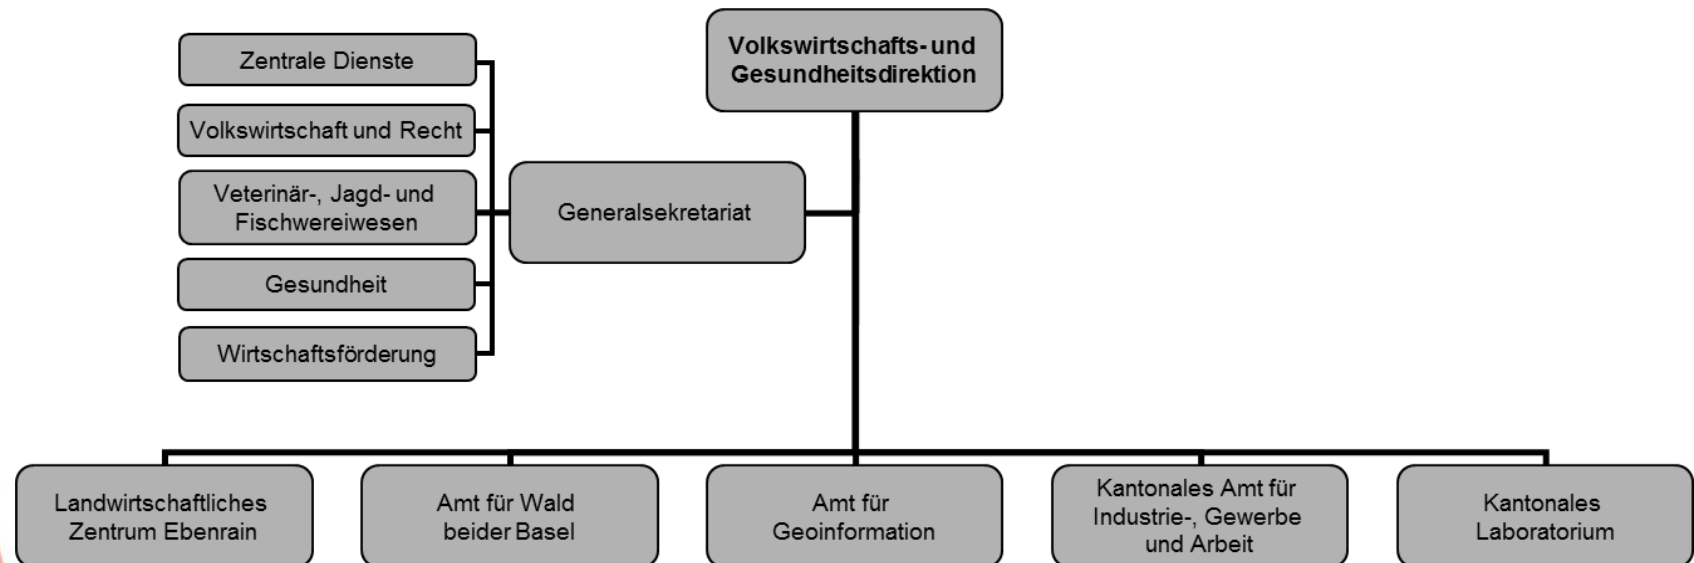 Volkswirtschafts- und
Gesundheitsdirektion
Zentrale Dienste
Volkswirtschaft und Recht
Veterinär-, Jagd- und
Fischwereiwesen
Gesundheit
Wirtschaftsförderung
Generalsekretariat
Landwirtschaftliches
Zentrum Ebenrain
Amt für Wald
beider Basel
Amt für
Geoinformation
Kantonales Amt für
Industrie-, Gewerbe
und Arbeit
Kantonales
Laboratorium